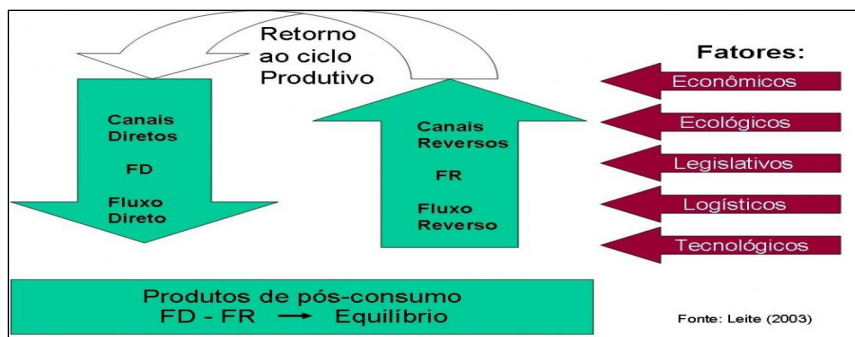 Retorno
ao ciclo
Produtivo
Canais
Diretos
FD
Fluxo
Direto
Canais
Reversos
FR
Fluxo
Reverso
Fatores:
Econômicos
Ecológicos
Legislativos
Logísticos
Tecnológicos
Produtos de pós-consumo
FD - FR → Equilíbrio
Fonte: Leite (2003)